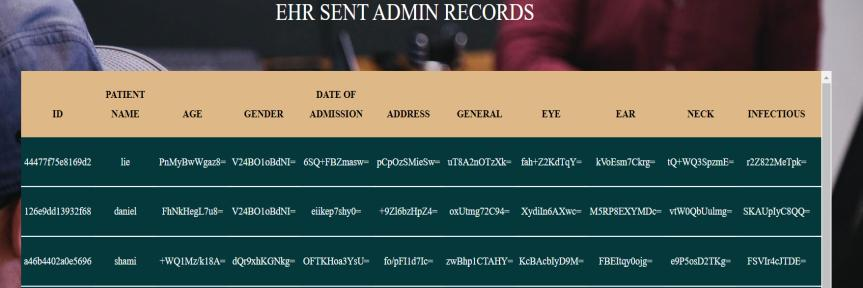 EHR SENT ADMIN RECORDS
ID PATIENT NAME AGE GENDER DATE OF ADMISSION ADDRESS GENERAL EYE EAR NECK INFECTIOUS
44477f75e8169d2 lie PnMyBwWgaz8= V24BO1oBdNI= 6SQ+FBZmasw= pCpOzSMieSw= uT8A2nOTzXk= fah+Z2KdTqY= kVoEsm7Ckrg= tQ+WQ3SpzmE= r2Z822MeTpk=
126e9dd13932f68 daniel FhNkHegL7u8= V24BO1oBdNI= eiikep7shy0= +9Zl6bzHpZ4= oxUtmg72C94= XydiIn6AXwc= M5RP8EXYMDc= vtW0QbUulmg= SKAUpIyC8QQ=
a46b4402a0e5696 shami +WQ1Mz/k18A= dQr9xhKGNkg= OFTKHoa3YsU= fo/pFI1d7Ic= zwBhp1CTAHY= KcBAcbIyD9M= FBEItqy0ojg= e9P5osD2TKg= FSVIr4cJTDE=